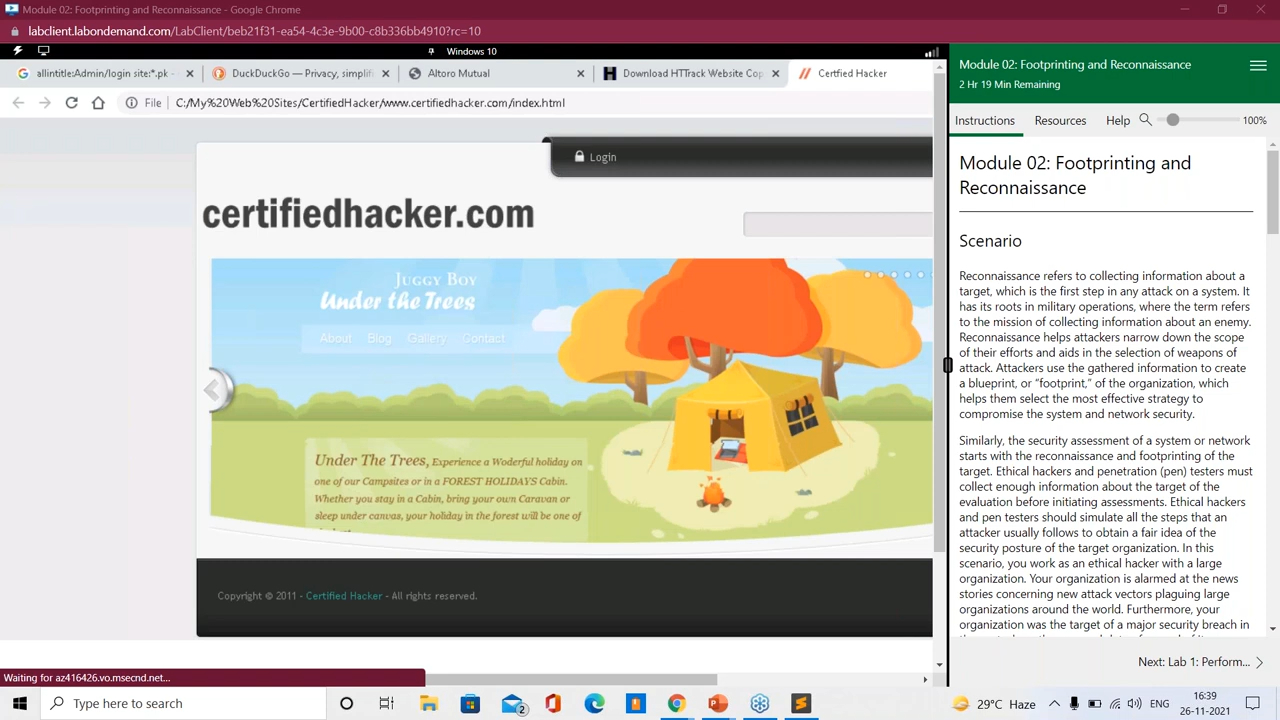 Module 02: Footprinting and Reconnaissance - Google Chrome
labclient.labondemand.com/LabClient/beb21f31-ea54-4c3e-9b00-c8b336bb4910?rc=10
Windows 10
allintitle:Admin/login site:*.pk -
DuckDuckGo — Privacy, simplifi
Altoro Mutual
Download HTTrack Website Cop
Certfied Hacker
File
C:/My%20Web%20Sites/CertifiedHacker/www.certifiedhacker.com/index.html
Login
certifiedhacker.com
Juggy Boy
Under the Trees
About Blog Gallery Contact
Under The Trees, Experience a Woderful holiday on
one of our Campsites or in a FOREST HOLIDAYS Cabin.
Whether you stay in a Cabin, bring your own Caravan or
sleep under canvas, your holiday in the forest will be one of
Copyright © 2011 - Certified Hacker - All rights reserved.
Waiting for az416426.vo.msecnd.net...
Module 02: Footprinting and Reconnaissance
2 Hr 19 Min Remaining
Instructions Resources Help 100%
Module 02: Footprinting and
Reconnaissance
Scenario
Reconnaissance refers to collecting information about a
target, which is the first step in any attack on a system. It
has its roots in military operations, where the term refers
to the mission of collecting information about an enemy.
Reconnaissance helps attackers narrow down the scope
of their efforts and aids in the selection of weapons of
attack. Attackers use the gathered information to create
a blueprint, or “footprint,” of the organization, which
helps them select the most effective strategy to
compromise the system and network security.
Similarly, the security assessment of a system or network
starts with the reconnaissance and footprinting of the
target. Ethical hackers and penetration (pen) testers must
collect enough information about the target of the
evaluation before initiating assessments. Ethical hackers
and pen testers should simulate all the steps that an
attacker usually follows to obtain a fair idea of the
security posture of the target organization. In this
scenario, you work as an ethical hacker with a large
organization. Your organization is alarmed at the news
stories concerning new attack vectors plaguing large
organizations around the world. Furthermore, your
organization was the target of a major security breach in
Next: Lab 1: Perform...
Type here to search
2
29°C Haze
ENG
16:39
26-11-2021